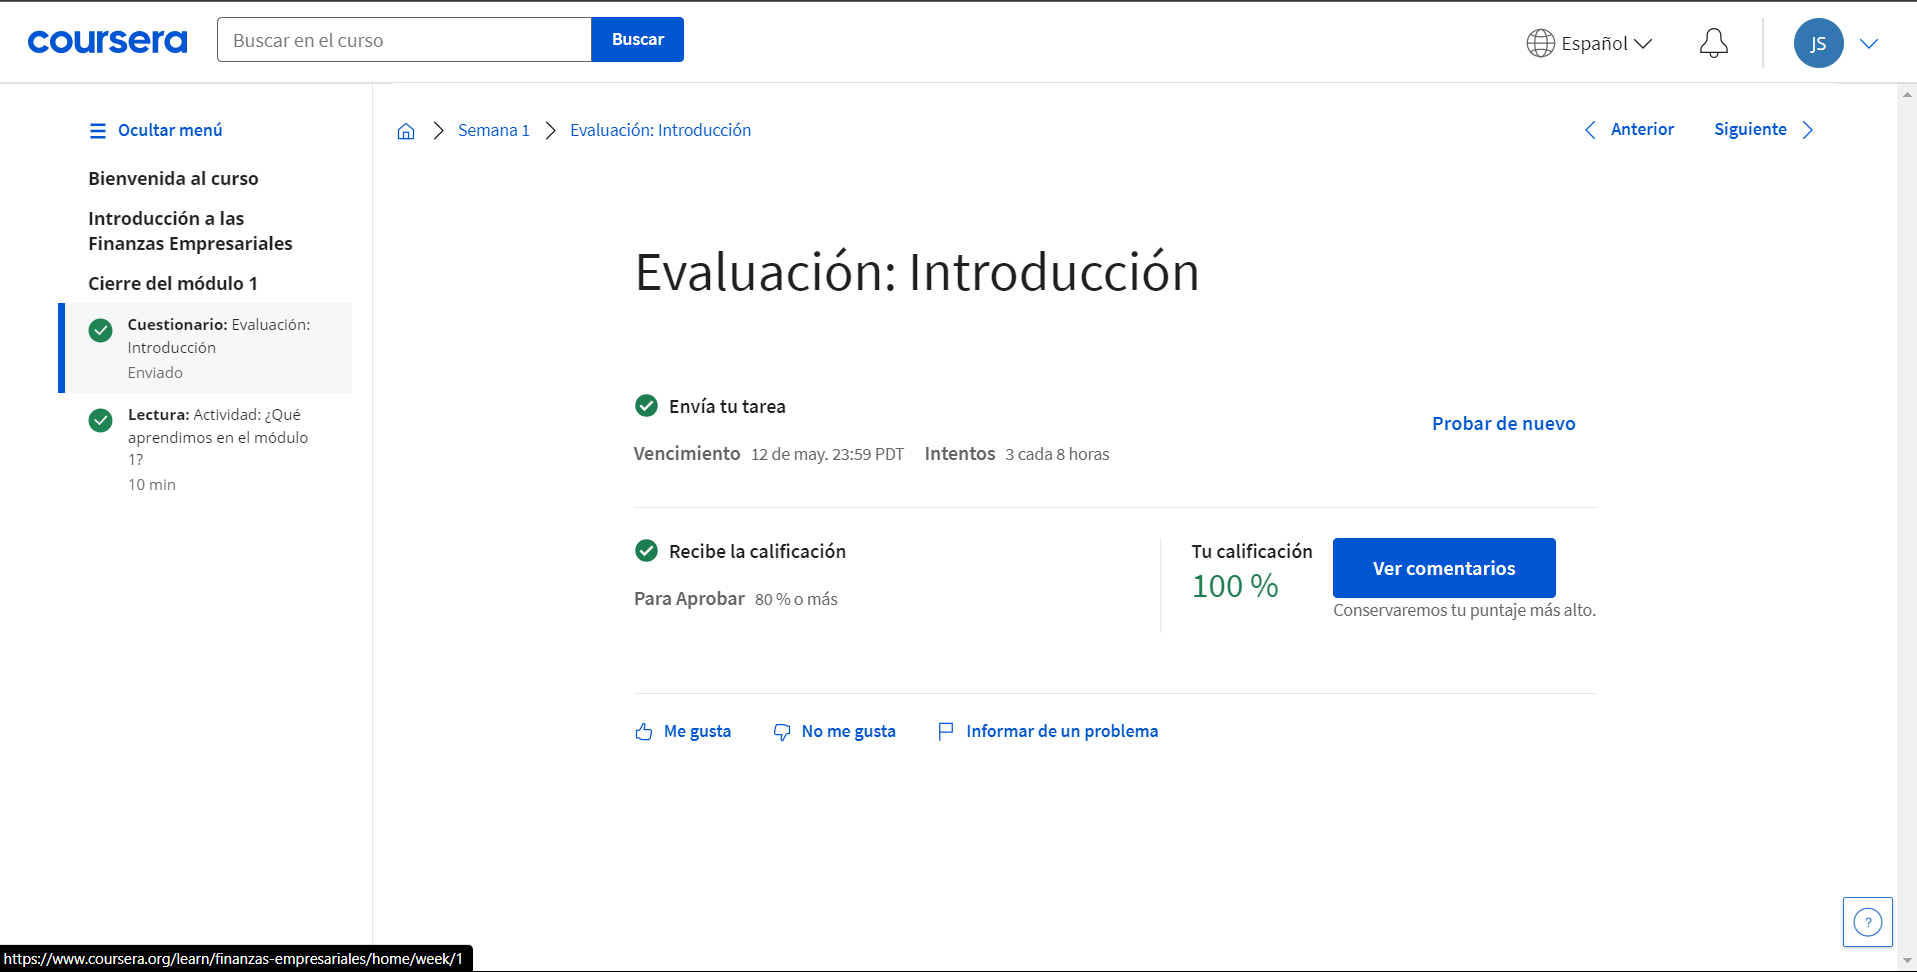 coursera
Buscar en el curso
Buscar
Español
JS
Ocultar menú
Bienvenida al curso
Introducción a las
Finanzas Empresariales
Cierre del módulo 1
Cuestionario: Evaluación:
Introducción
Enviado
Lectura: Actividad: ¿Qué
aprendimos en el módulo
1?
10 min
Semana 1
Evaluación: Introducción
Anterior
Siguiente
Evaluación: Introducción
Envía tu tarea
Vencimiento 12 de may. 23:59 PDT Intentos 3 cada 8 horas
Probar de nuevo
Recibe la calificación
Para Aprobar 80 % o más
Tu calificación
100 %
Ver comentarios
Conservaremos tu puntaje más alto.
Me gusta
No me gusta
Informar de un problema
?
https://www.coursera.org/learn/finanzas-empresariales/home/week/1